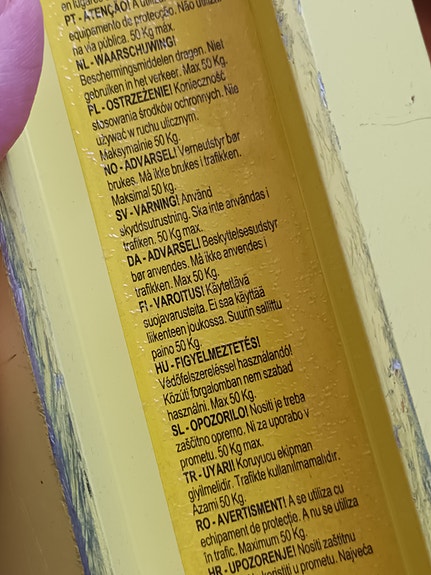 PT - ATENÇÃO! A utiliza
equipamento de protecção. Não utilizar
na via pública. 50 Kg máx.
NL - WAARSCHUWING!
Beschermingsmiddelen dragen. Niet
gebruiken in het verkeer. Max 50 Kg.
PL - OSTRZEŻENIE! Konieczność
stosowania środków ochronnych. Nie
używać w ruchu ulicznym.
Maksymalnie 50 Kg.
NO - ADVARSEL! Verneutstyr bør
brukes. Må ikke brukes i trafikken.
Maksimal 50 kg.
SV - VARNING! Använd
skyddsutrustning. Ska inte användas i
trafiken. 50 Kg max.
DA - ADVARSEL! Beskyttelsesudstyr
bør anvendes. Må ikke anvendes i
trafikken. Max 50 Kg.
FI - VAROITUS! Käytettävä
suojavarusteita. Ei saa käyttää
liikenteen joukossa. Suurin sallittu
paino 50 Kg.
HU - FIGYELMEZTETÉS!
Védőfelszereléssel használandó!
Közúti forgalomban nem szabad
használni. Max 50 Kg.
SL - OPOZORILO! Nositi je treba
zaščitno opremo. Ni za uporabo v
prometu. 50 Kg max.
TR - UYARI! Koruyucu ekipman
giyilmelidir. Trafikte kullanılmamalıdır.
Azami 50 Kg.
RO - AVERTISMENT! A se utiliza cu
echipament de protecție. A nu se utiliza
în trafic. Maximum 50 Kg.
HR - UPOZORENJE! Nositi zaštitnu
koristiti u prometu. Najveća